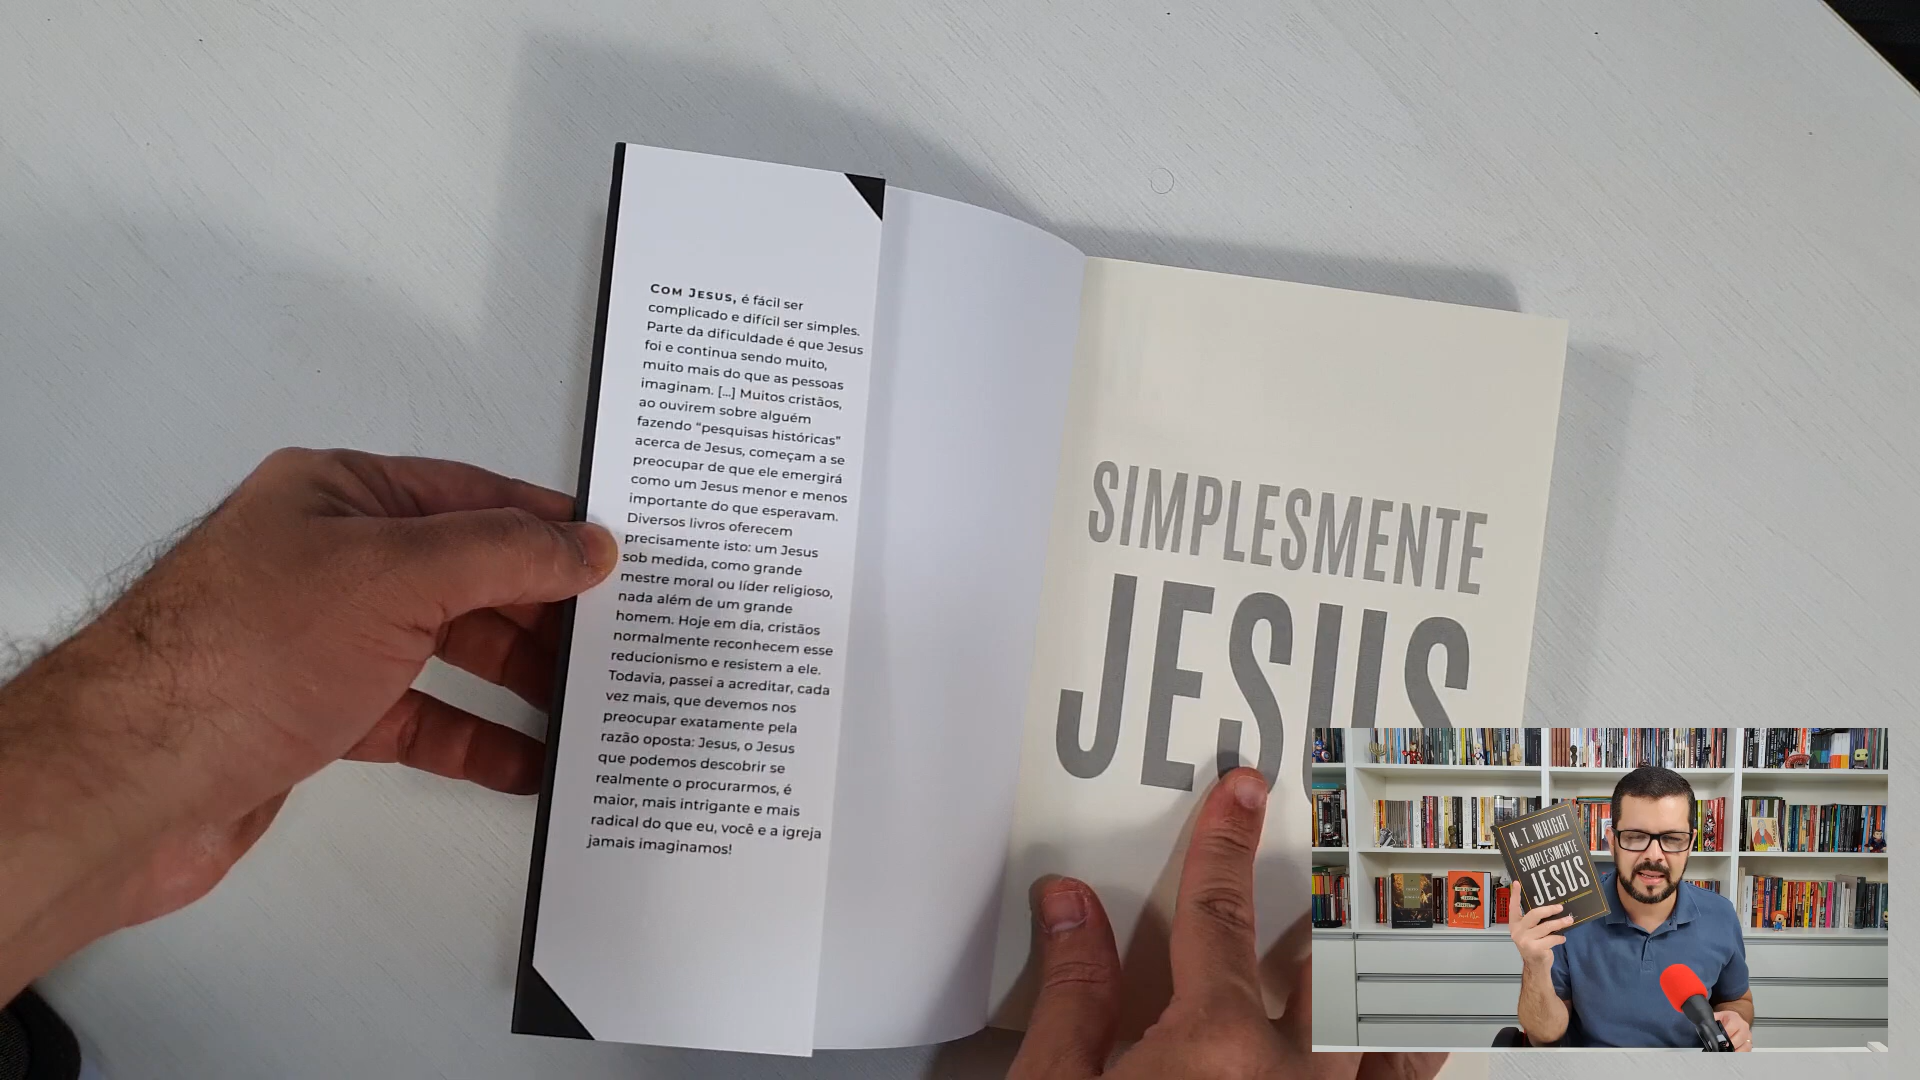 COM JESUS, é fácil ser
complicado e difícil ser simples.
Parte da dificuldade é que Jesus
foi e continua sendo muito,
muito mais do que as pessoas
imaginam. [...] Muitos cristãos,
ao ouvirem sobre alguém
fazendo “pesquisas históricas”
acerca de Jesus, começam a se
preocupar de que ele emergirá
como um Jesus menor e menos
importante do que esperavam.
Diversos livros oferecem
precisamente isto: um Jesus
sob medida, como grande
mestre moral ou líder religioso,
nada além de um grande
homem. Hoje em dia, cristãos
normalmente reconhecem esse
reducionismo e resistem a ele.
Todavia, passei a acreditar, cada
vez mais, que devemos nos
preocupar exatamente pela
razão oposta: Jesus, o Jesus
que podemos descobrir se
realmente o procurarmos, é
maior, mais intrigante e mais
radical do que eu, você e a igreja
jamais imaginamos!
SIMPLESMENTE
JESUS
N. T. WRIGHT
SIMPLESMENTE
JESUS